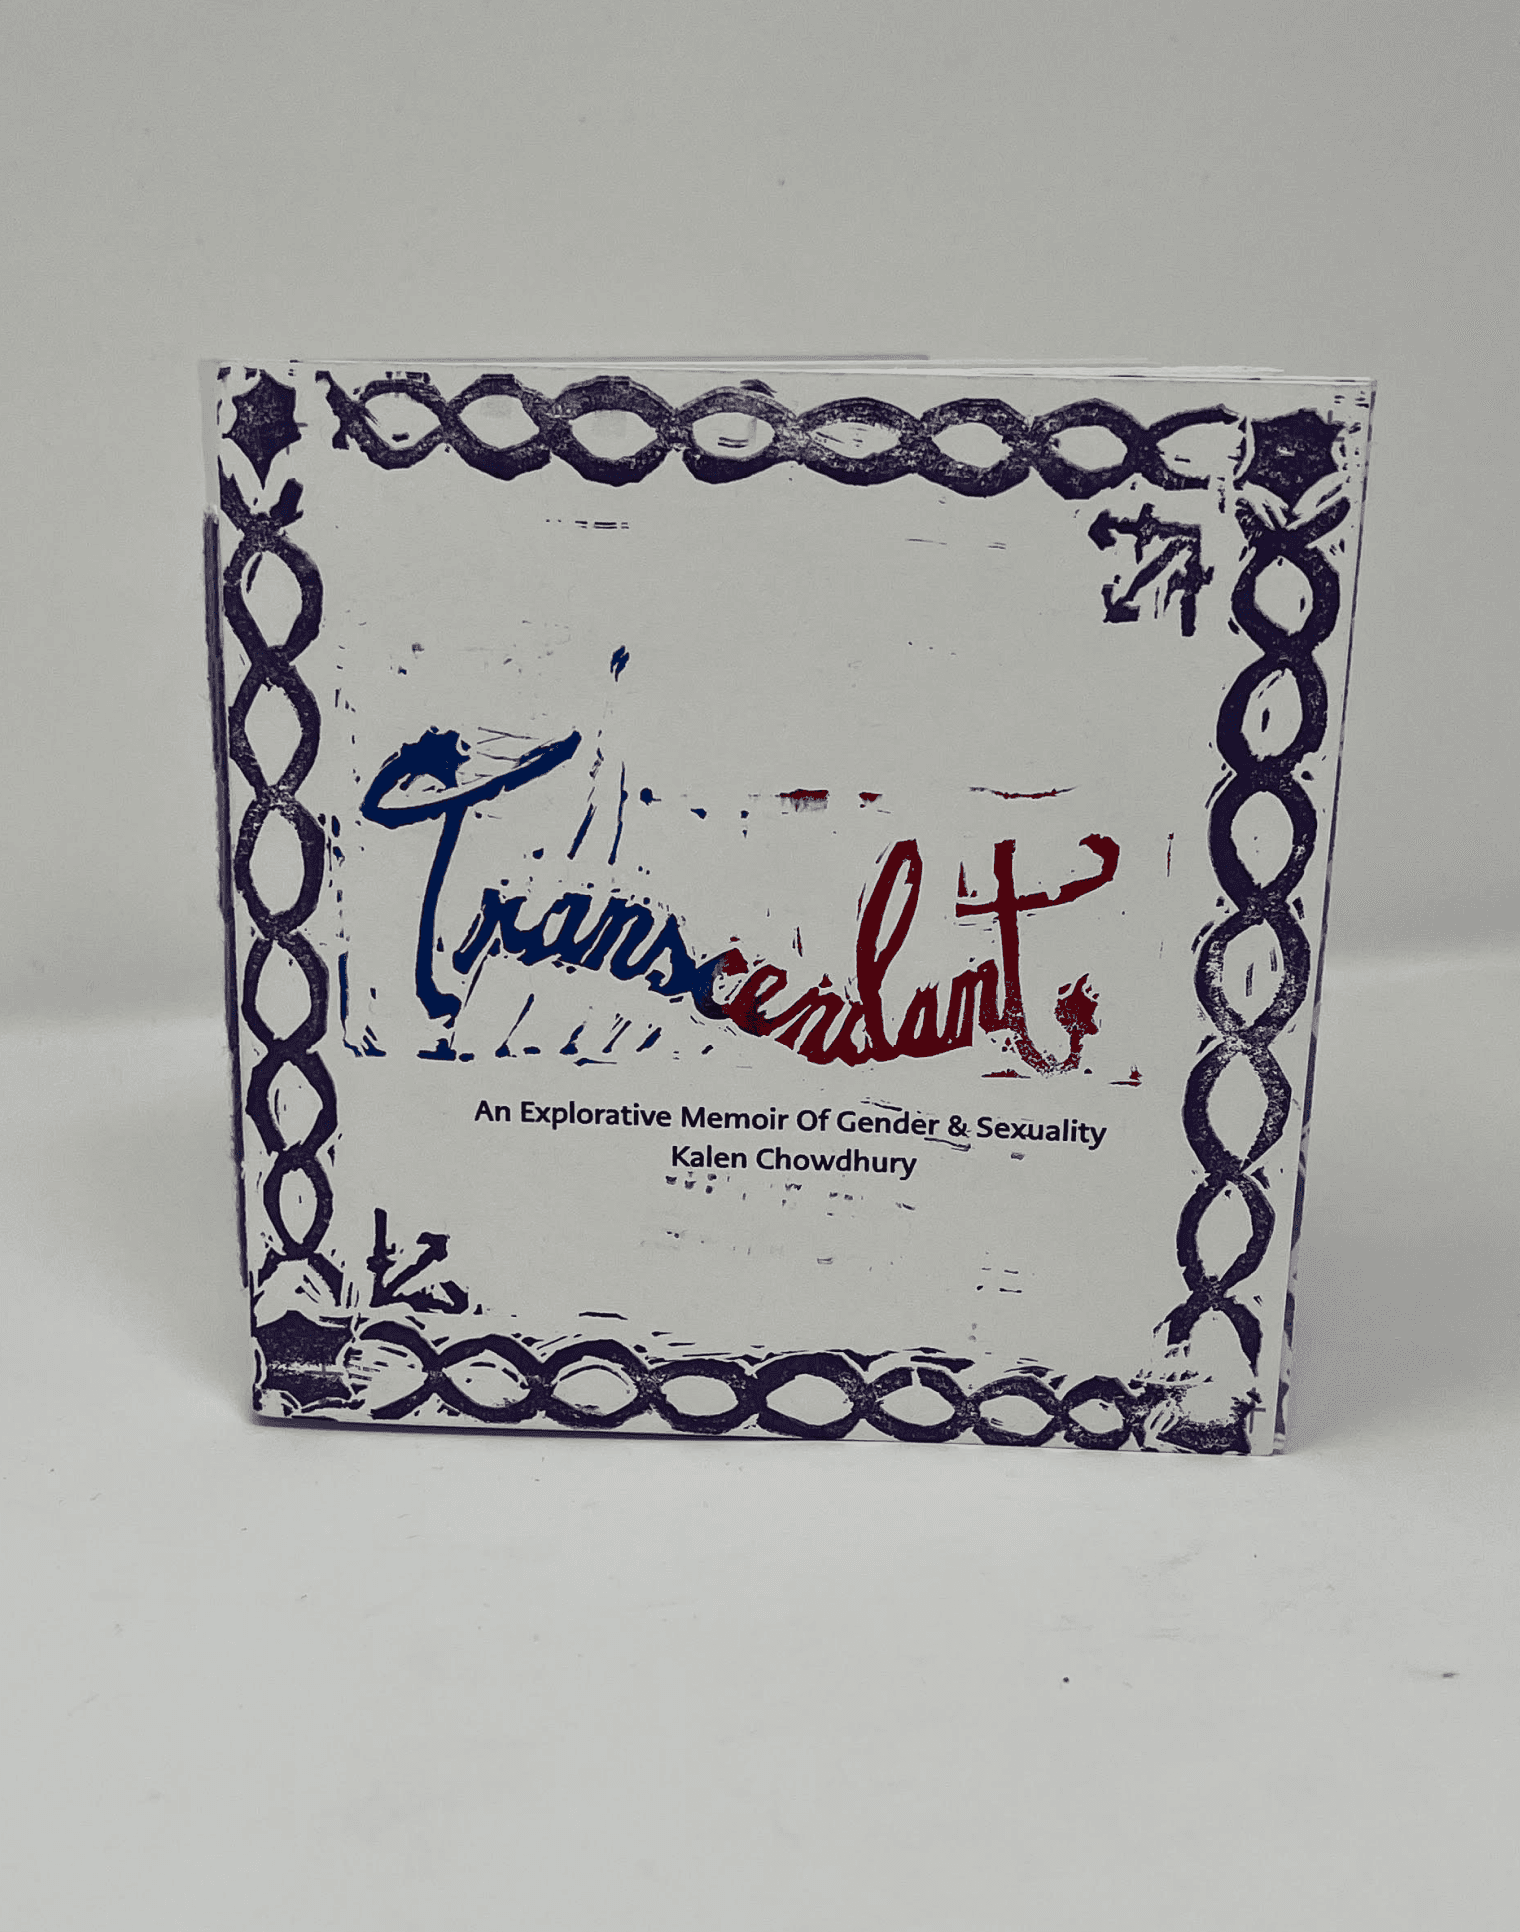 Transcendant.
An Explorative Memoir Of Gender & Sexuality
Kalen Chowdhury